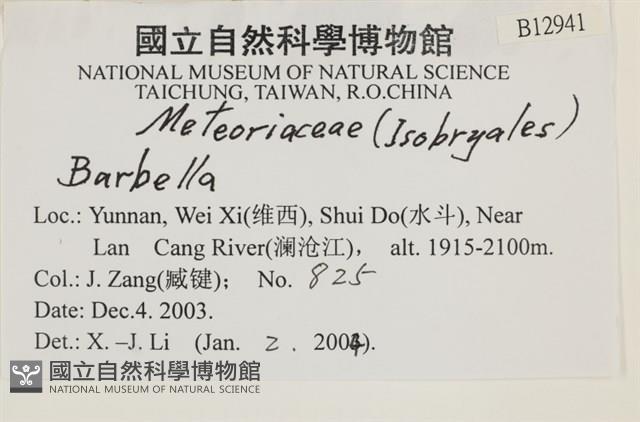 B12941
國立自然科學博物館
NATIONAL MUSEUM OF NATURAL SCIENCE
TAICHUNG, TAIWAN, R.O.CHINA
Meteoriaceae (Isobryales)
Barbella
Loc.: Yunnan, Wei Xi(维西), Shui Do(水斗), Near
Lan Cang River(澜沧江), alt. 1915-2100m.
Col.: J. Zang(臧键); No. 825
Date: Dec.4. 2003.
Det.: X. –J. Li (Jan. 2. 2004).
國立自然科學博物館
NATIONAL MUSEUM OF NATURAL SCIENCE